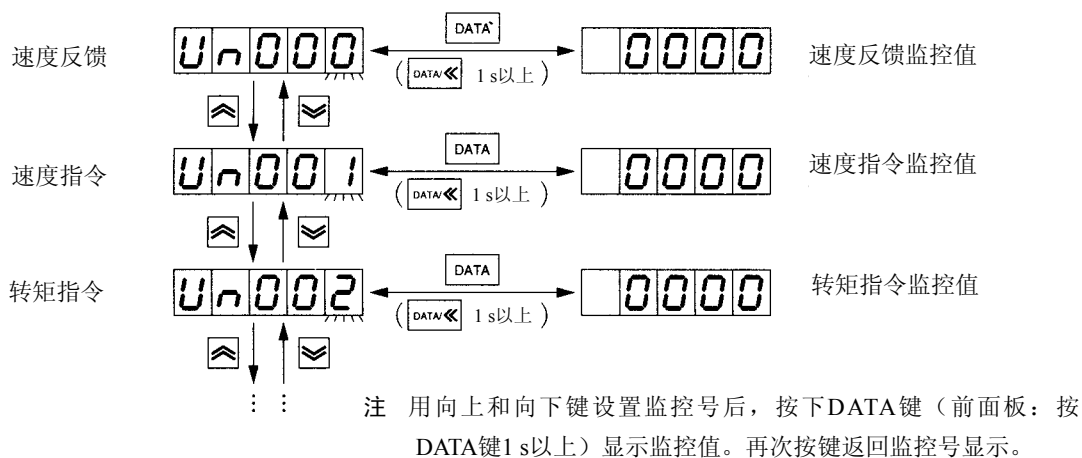 DATA
速度反馈 Un000 0000 速度反馈监控值
( DATA/≪ 1 s以上 )
DATA
速度指令 Un001 0000 速度指令监控值
( DATA/≪ 1 s以上 )
DATA
转矩指令 Un002 0000 转矩指令监控值
( DATA/≪ 1 s以上 )
注 用向上和向下键设置监控号后，按下DATA键（前面板：按
DATA键1 s以上）显示监控值。再次按键返回监控号显示。